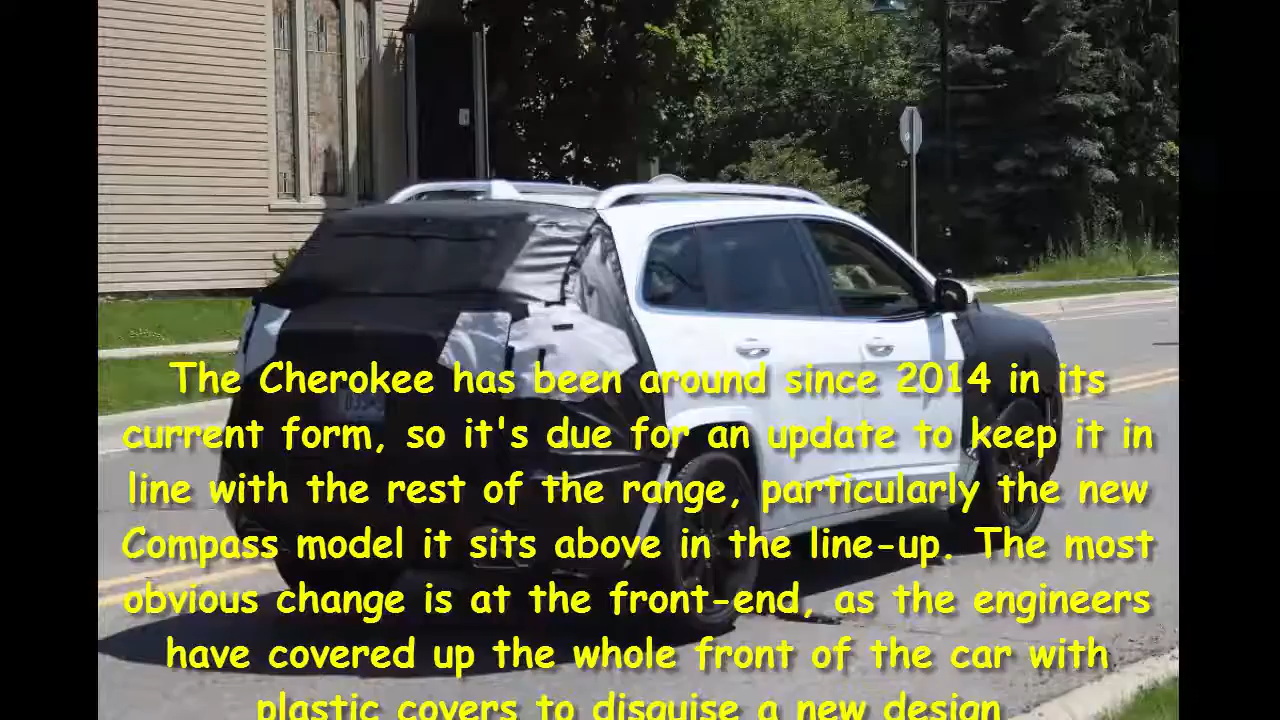 The Cherokee has been around since 2014 in its
current form, so it's due for an update to keep it in
line with the rest of the range, particularly the new
Compass model it sits above in the line-up. The most
obvious change is at the front-end, as the engineers
have covered up the whole front of the car with
plastic covers to disguise a new design